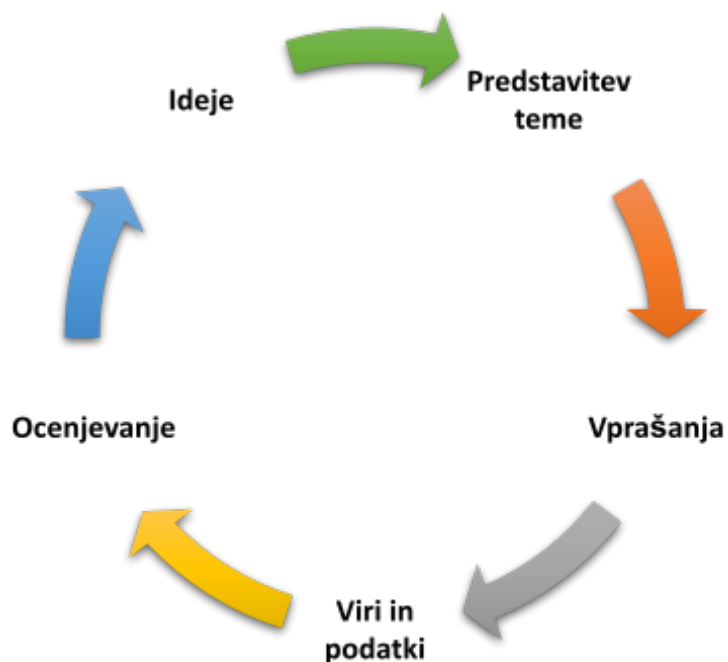 Ideje
Predstavitev
teme
Vprašanja
Viri in
podatki
Ocenjevanje